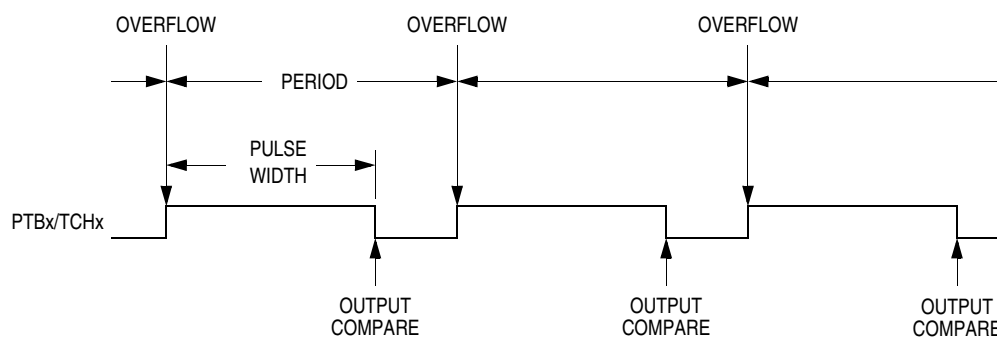 OVERFLOW
OVERFLOW
OVERFLOW
PERIOD
PULSE
WIDTH
PTBx/TCHx
OUTPUT
COMPARE
OUTPUT
COMPARE
OUTPUT
COMPARE